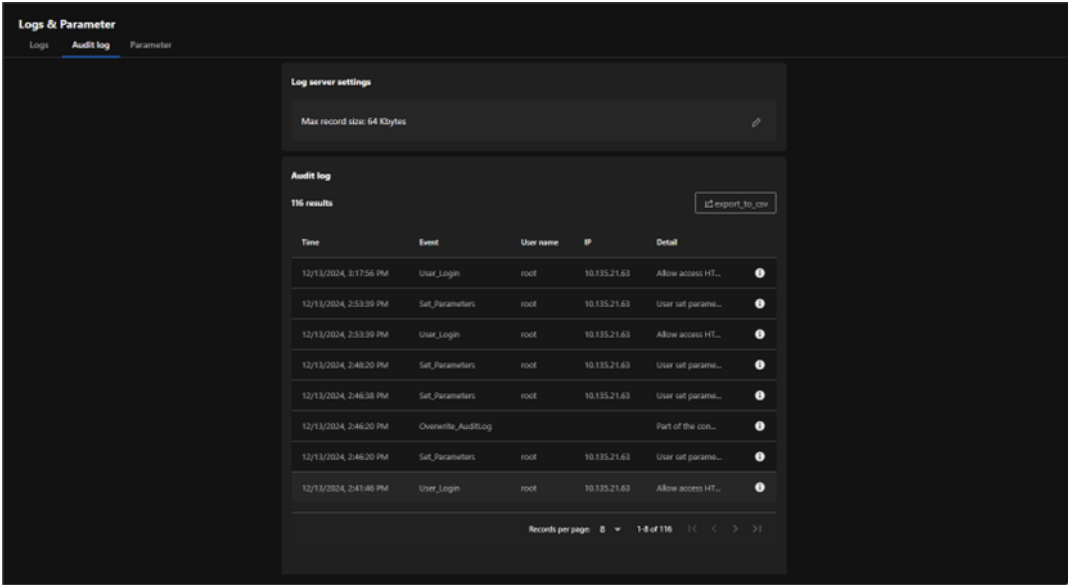 Logs & Parameter
Logs Audit log Parameter
Log server settings
Max record size: 64 Kbytes
Audit log
116 results export_to_csv
Time Event User name IP Detail
12/13/2024, 3:17:56 PM User_Login root 10.135.21.63 Allow access HT...
12/13/2024, 2:53:39 PM Set_Parameters root 10.135.21.63 User set parame...
12/13/2024, 2:53:39 PM User_Login root 10.135.21.63 Allow access HT...
12/13/2024, 2:48:20 PM Set_Parameters root 10.135.21.63 User set parame...
12/13/2024, 2:46:38 PM Set_Parameters root 10.135.21.63 User set parame...
12/13/2024, 2:46:20 PM Overwrite_AuditLog Part of the con...
12/13/2024, 2:46:20 PM Set_Parameters root 10.135.21.63 User set parame...
12/13/2024, 2:41:46 PM User_Login root 10.135.21.63 Allow access HT...
Records per page: 8 1-8 of 116